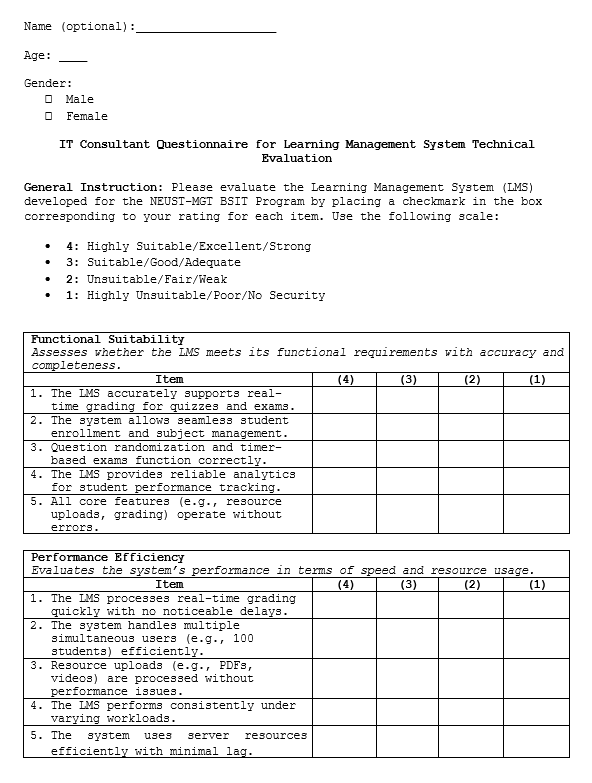 Name (optional):____________________
Age: ____
Gender:
☐ Male
☐ Female
IT Consultant Questionnaire for Learning Management System Technical
Evaluation
General Instruction: Please evaluate the Learning Management System (LMS)
developed for the NEUST-MGT BSIT Program by placing a checkmark in the box
corresponding to your rating for each item. Use the following scale:
• 4: Highly Suitable/Excellent/Strong
• 3: Suitable/Good/Adequate
• 2: Unsuitable/Fair/Weak
• 1: Highly Unsuitable/Poor/No Security
Functional Suitability
Assesses whether the LMS meets its functional requirements with accuracy and
completeness.
Item (4) (3) (2) (1)
1. The LMS accurately supports real-
time grading for quizzes and exams.
2. The system allows seamless student
enrollment and subject management.
3. Question randomization and timer-
based exams function correctly.
4. The LMS provides reliable analytics
for student performance tracking.
5. All core features (e.g., resource
uploads, grading) operate without
errors.
Performance Efficiency
Evaluates the system's performance in terms of speed and resource usage.
Item (4) (3) (2) (1)
1. The LMS processes real-time grading
quickly with no noticeable delays.
2. The system handles multiple
simultaneous users (e.g., 100
students) efficiently.
3. Resource uploads (e.g., PDFs,
videos) are processed without
performance issues.
4. The LMS performs consistently under
varying workloads.
5. The system uses server resources
efficiently with minimal lag.